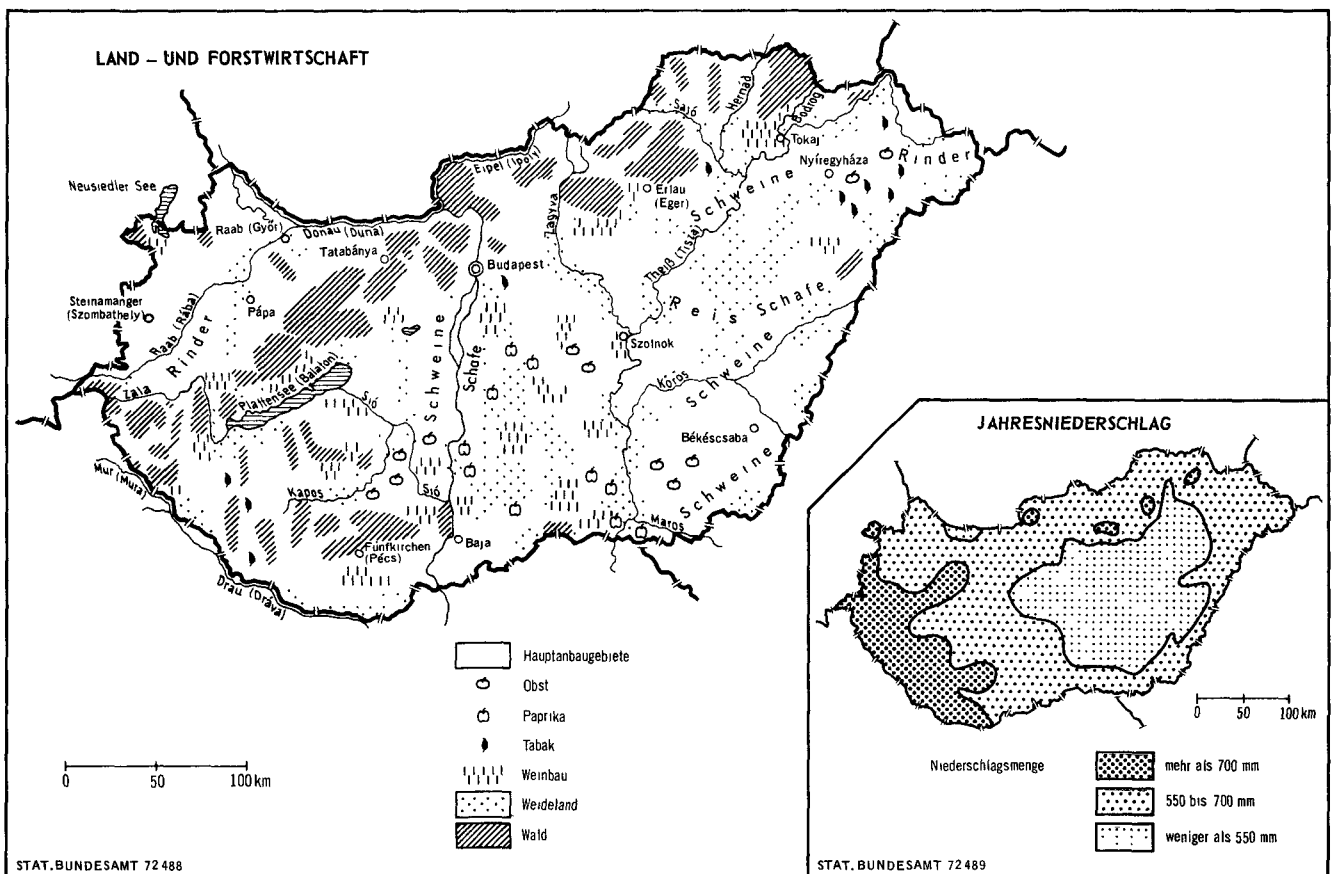 LAND – UND FORSTWIRTSCHAFT
Neusiedler See
Raab (Győr)
Donau (Duna)
Tatabánya
Eipel (Ipoly)
Budapest
Steinamanger
(Szombathely)
Raab (Rába)
Pápa
Rinder
Zala
Plattensee (Balaton)
Sió
Schweine
Schafe
Mur (Mura)
Kapos
Sió
Fünfkirchen
(Pécs)
Baja
Drau (Dráva)
Zagyva
Sajó
Hernád
Bodrog
Tokaj
Erlau
(Eger)
Nyíregyháza
Rinder
Schweine
Theiß (Tisza)
Reis
Schafe
Szolnok
Schweine
Körös
Békéscsaba
Schweine
Maros
Hauptanbaugebiete
Obst
Paprika
Tabak
Weinbau
Weideland
Wald
0 50 100 km
STAT. BUNDESAMT 72 488
JAHRESNIEDERSCHLAG
0 50 100 km
Niederschlagsmenge
mehr als 700 mm
550 bis 700 mm
weniger als 550 mm
STAT. BUNDESAMT 72 489